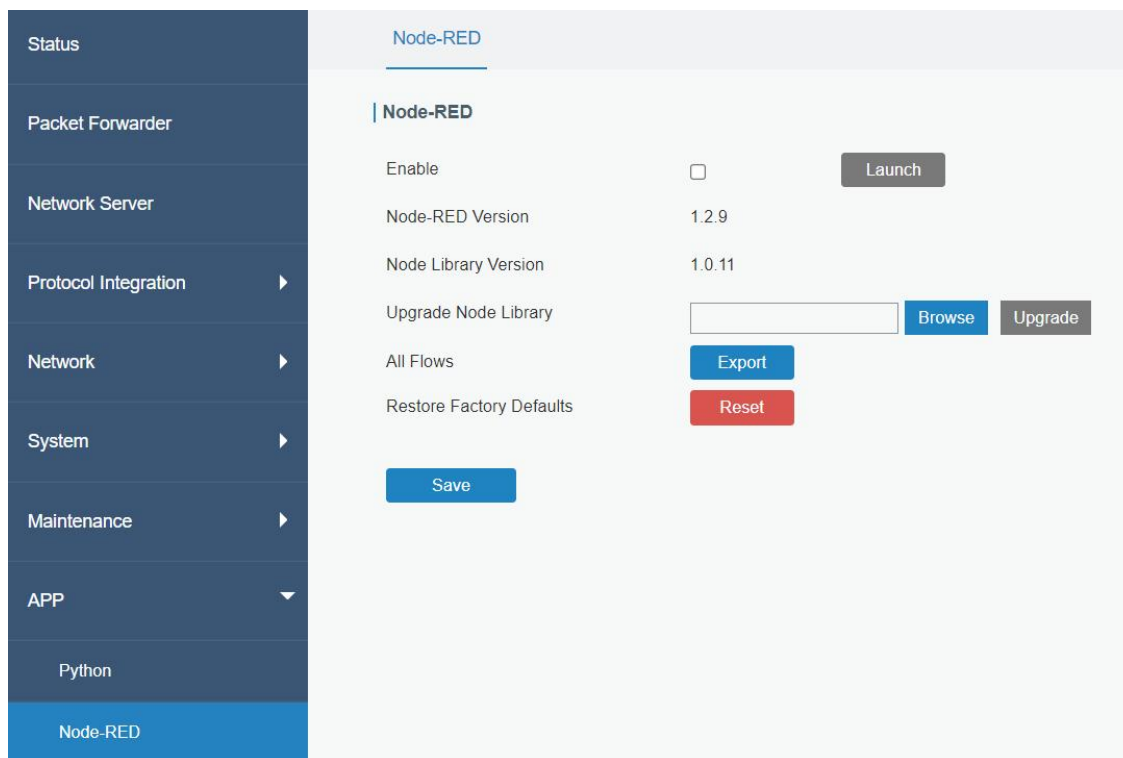 Status
Packet Forwarder
Network Server
Protocol Integration
Network
System
Maintenance
APP
Python
Node-RED
Node-RED
Node-RED
Enable Launch
Node-RED Version 1.2.9
Node Library Version 1.0.11
Upgrade Node Library Browse Upgrade
All Flows Export
Restore Factory Defaults Reset
Save